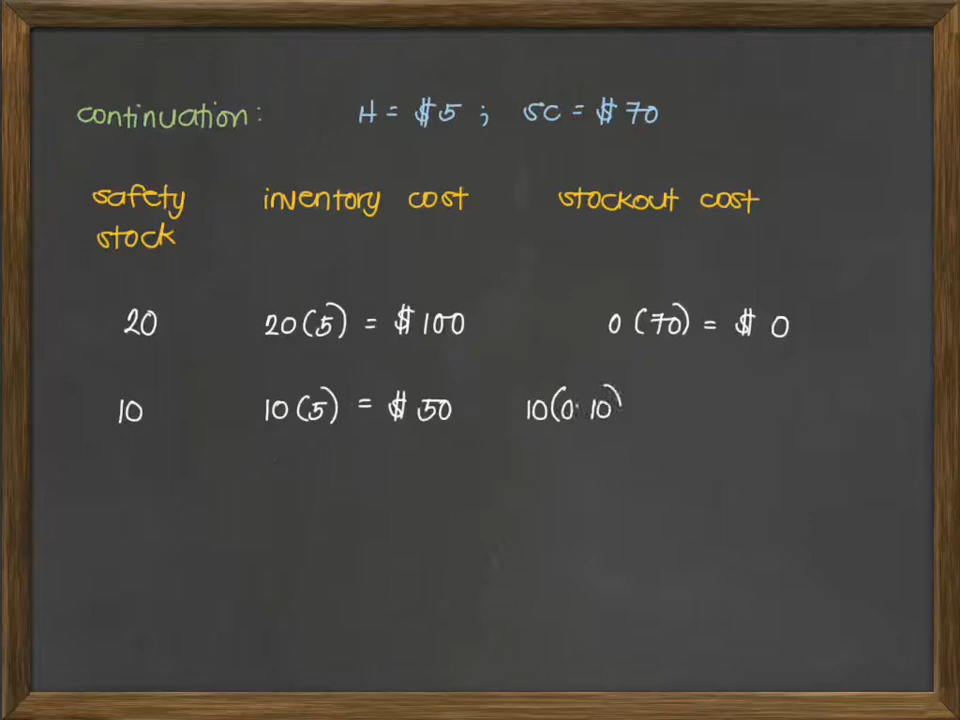 continuation: H = $5 ; SC = $70
safety stock inventory cost stockout cost
20 20(5) = $100 0(70) = $ 0
10 10(5) = $ 50 10(0.10)